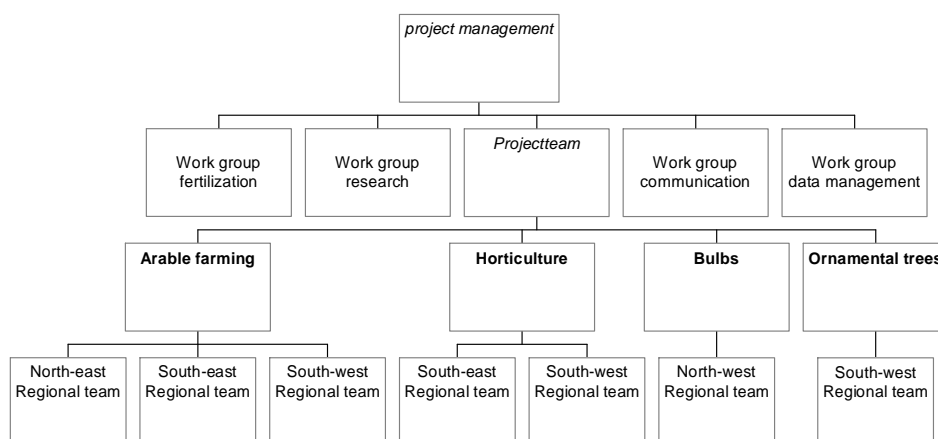 project management
Work group
fertilization
Work group
research
Projectteam
Work group
communication
Work group
data management
Arable farming
Horticulture
Bulbs
Ornamental trees
North-east
Regional team
South-east
Regional team
South-west
Regional team
South-east
Regional team
South-west
Regional team
North-west
Regional team
South-west
Regional team